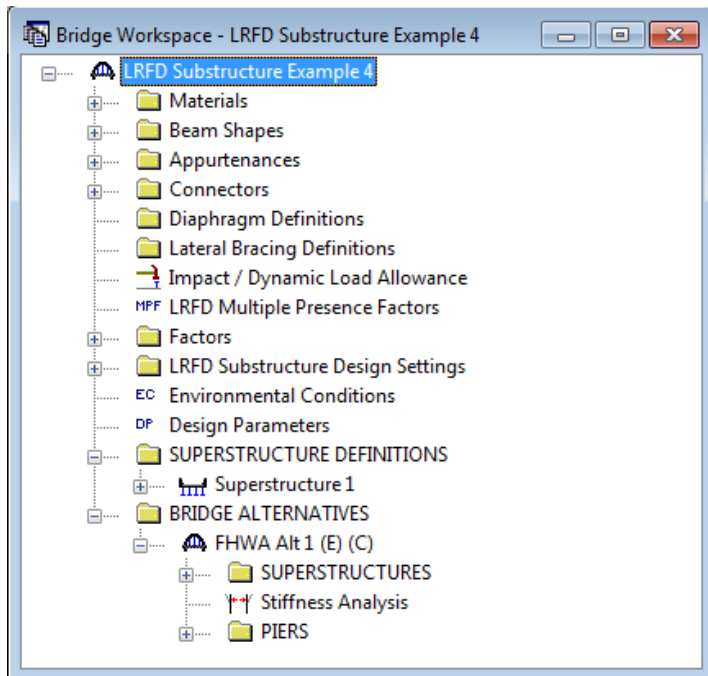 Bridge Workspace - LRFD Substructure Example 4
LRFD Substructure Example 4
Materials
Beam Shapes
Appurtenances
Connectors
Diaphragm Definitions
Lateral Bracing Definitions
Impact / Dynamic Load Allowance
MPF LRFD Multiple Presence Factors
Factors
LRFD Substructure Design Settings
EC Environmental Conditions
DP Design Parameters
SUPERSTRUCTURE DEFINITIONS
Superstructure 1
BRIDGE ALTERNATIVES
FHWA Alt 1 (E) (C)
SUPERSTRUCTURES
Stiffness Analysis
PIERS